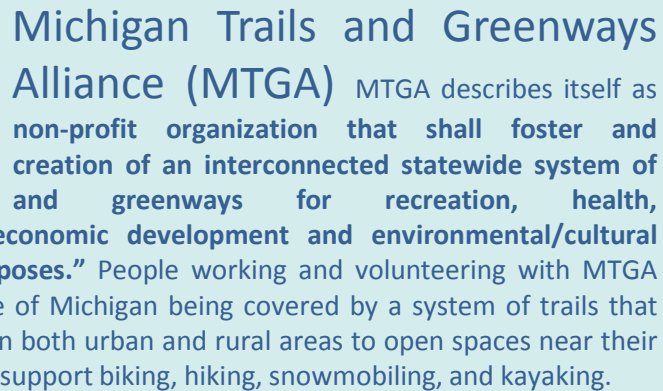 Michigan Trails and Greenways
Alliance (MTGA) MTGA describes itself as
non-profit organization that shall foster and
creation of an interconnected statewide system of
and greenways for recreation, health,
economic development and environmental/cultural
poses.” People working and volunteering with MTGA
e of Michigan being covered by a system of trails that
n both urban and rural areas to open spaces near their
support biking, hiking, snowmobiling, and kayaking.